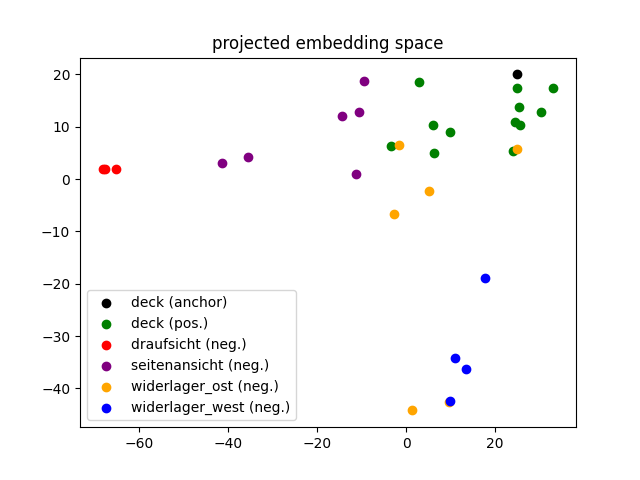 projected embedding space
20
10
0
−10
−20
−30
−40
deck (anchor)
deck (pos.)
draufsicht (neg.)
seitenansicht (neg.)
widerlager_ost (neg.)
widerlager_west (neg.)
−60 −40 −20 0 20